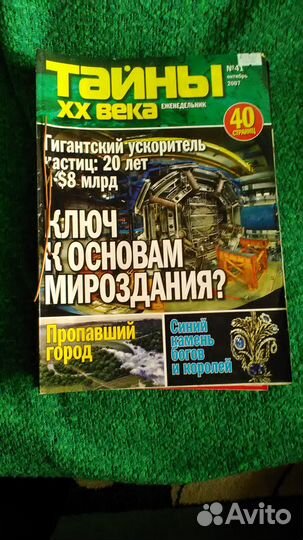 ТАЙНЫ
XX ВЕКА
ЕЖЕНЕДЕЛЬНИК
№41
октябрь
2007
40
СТРАНИЦ
Гигантский ускоритель
частиц: 20 лет
и $8 млрд
КЛЮЧ
К ОСНОВАМ
МИРОЗДАНИЯ?
Пропавший
город
Синий
камень
богов
и королей
Avito